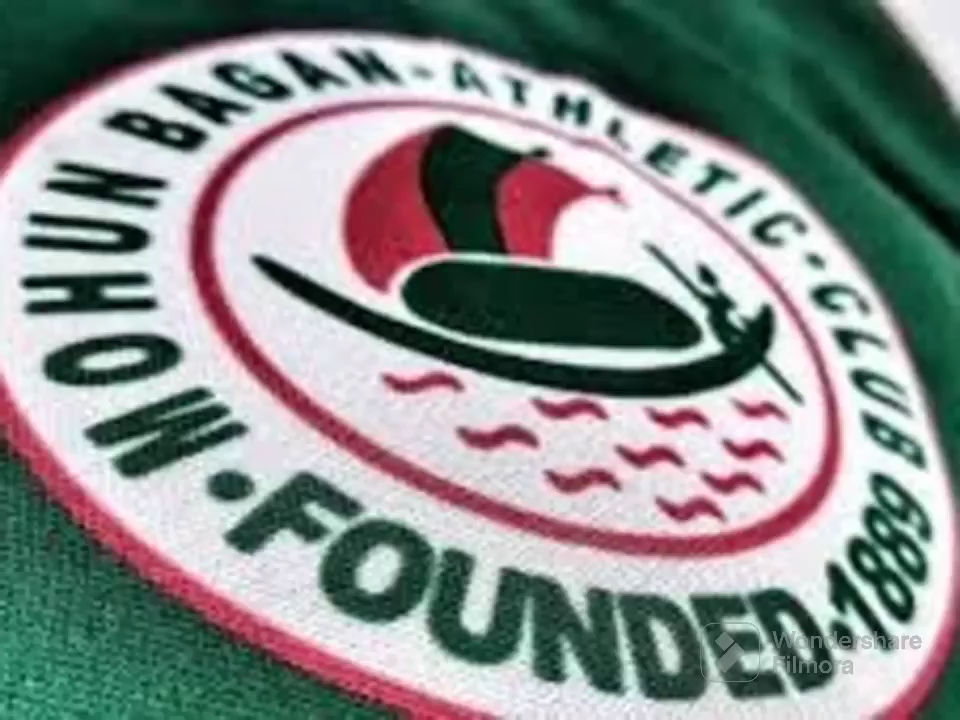 MOHUN BAGAN-ATHLETIC·CLUB
·FOUNDED·1889
Wondershare
Filmora